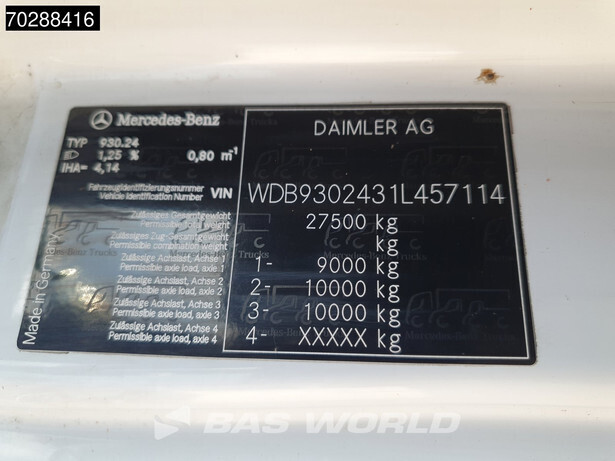 70288416
Mercedes-Benz
DAIMLER AG
TYP 930.24
1,25 % 0,80 m⁻¹
IHA= 4,14
Fahrzeugidentifizierungsnummer
Vehicle Identification Number VIN WDB9302431L457114
Zulässiges Gesamtgewicht
Permissible total weight 27500 kg
Zulässiges Zug-Gesamtgewicht
Permissible combination weight kg
Zulässige Achslast, Achse 1
Permissible axle load, axle 1 1- 9000 kg
Zulässige Achslast, Achse 2
Permissible axle load, axle 2 2- 10000 kg
Zulässige Achslast, Achse 3
Permissible axle load, axle 3 3- 10000 kg
Zulässige Achslast, Achse 4
Permissible axle load, axle 4 4- XXXXX kg
Made in Germany
BAS WORLD